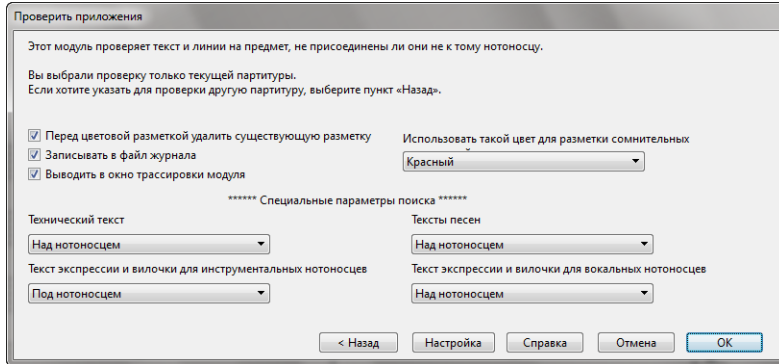 Проверить приложения
Этот модуль проверяет текст и линии на предмет, не присоединены ли они не к тому нотоносцу.
Вы выбрали проверку только текущей партитуры.
Если хотите указать для проверки другую партитуру, выберите пункт «Назад».
Перед цветовой разметкой удалить существующую разметку
Использовать такой цвет для разметки сомнительных
Записывать в файл журнала
Красный
Выводить в окно трассировки модуля
****** Специальные параметры поиска ******
Технический текст
Тексты песен
Над нотоносцем
Над нотоносцем
Текст экспрессии и вилочки для инструментальных нотоносцев
Текст экспрессии и вилочки для вокальных нотоносцев
Под нотоносцем
Над нотоносцем
< Назад
Настройка
Справка
Отмена
OK